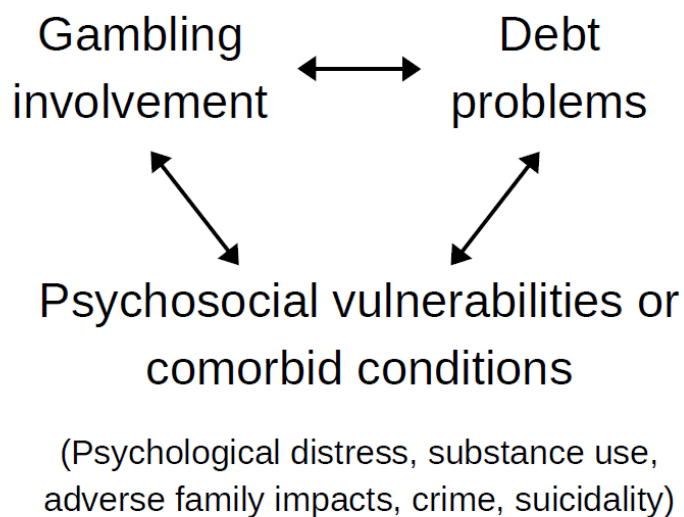 Gambling involvement
Debt problems
Psychosocial vulnerabilities or
comorbid conditions
(Psychological distress, substance use,
adverse family impacts, crime, suicidality)